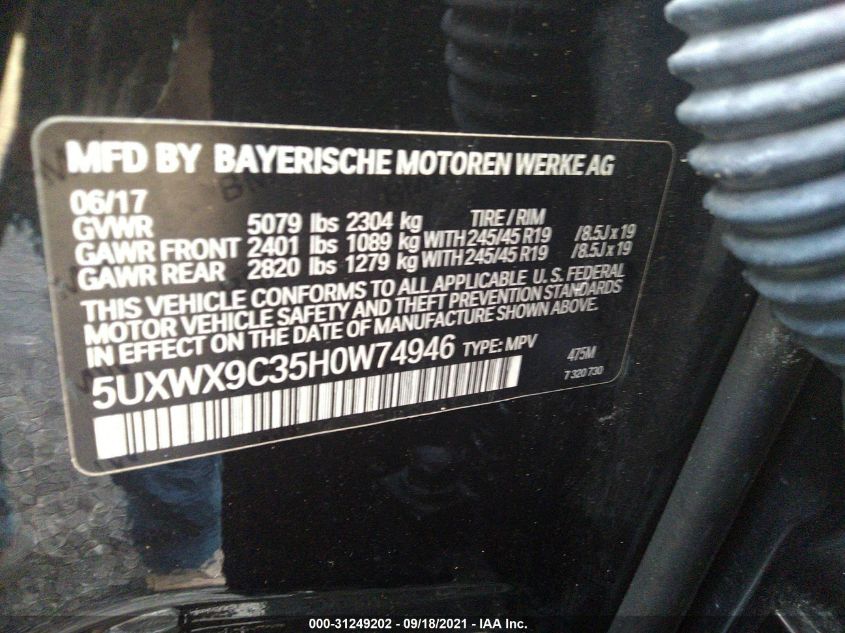 MFD BY BAYERISCHE MOTOREN WERKE AG
06/17 TIRE / RIM
GVWR 5079 lbs 2304 kg
GAWR FRONT 2401 lbs 1089 kg WITH 245/45 R19 /8.5J x 19
GAWR REAR 2820 lbs 1279 kg WITH 245/45 R19 /8.5J x 19
THIS VEHICLE CONFORMS TO ALL APPLICABLE U. S. FEDERAL
MOTOR VEHICLE SAFETY AND THEFT PREVENTION STANDARDS
IN EFFECT ON THE DATE OF MANUFACTURE SHOWN ABOVE.
5UXWX9C35H0W74946 TYPE: MPV 475M
7 320 730
000-31249202 - 09/18/2021 - IAA Inc.